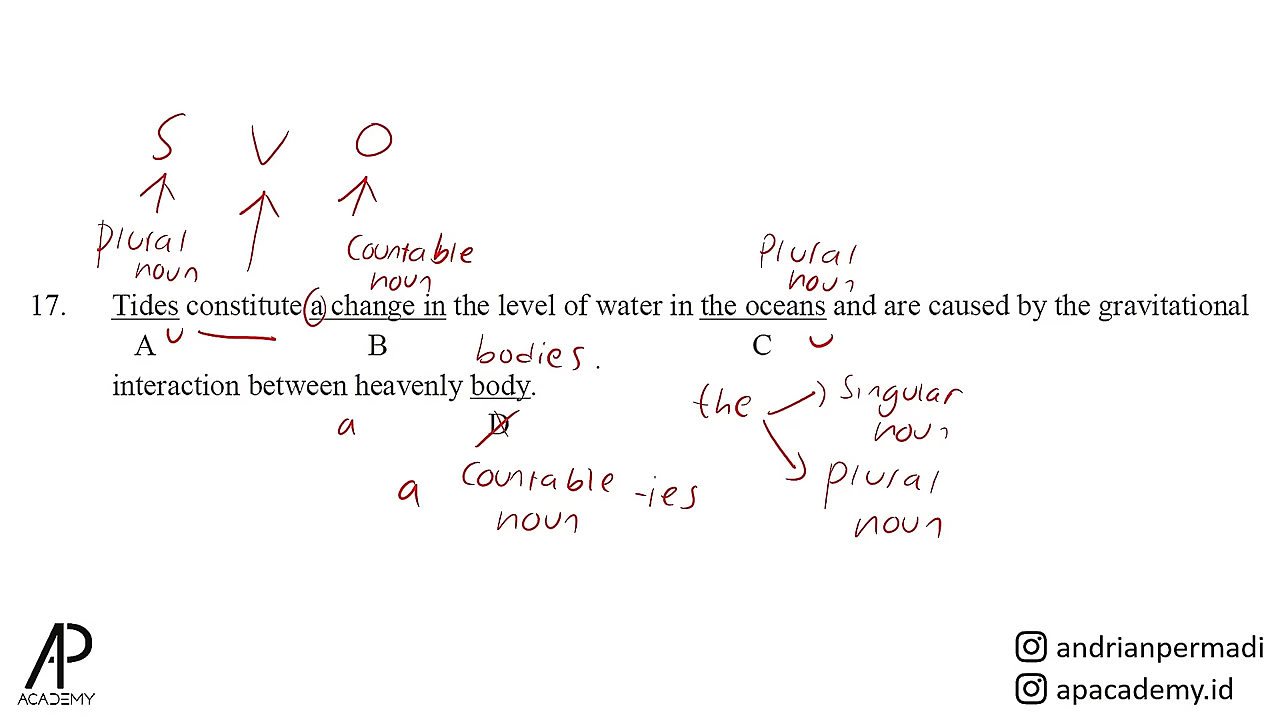 S V O
plural
noun
countable
noun
plural
noun
17. Tides constitute a change in the level of water in the oceans and are caused by the gravitational
A B C
bodies.
interaction between heavenly body.
a D
the singular
noun
a countable
noun -ies
plural
noun
AP
ACADEMY
andrianpermadi
apacademy.id